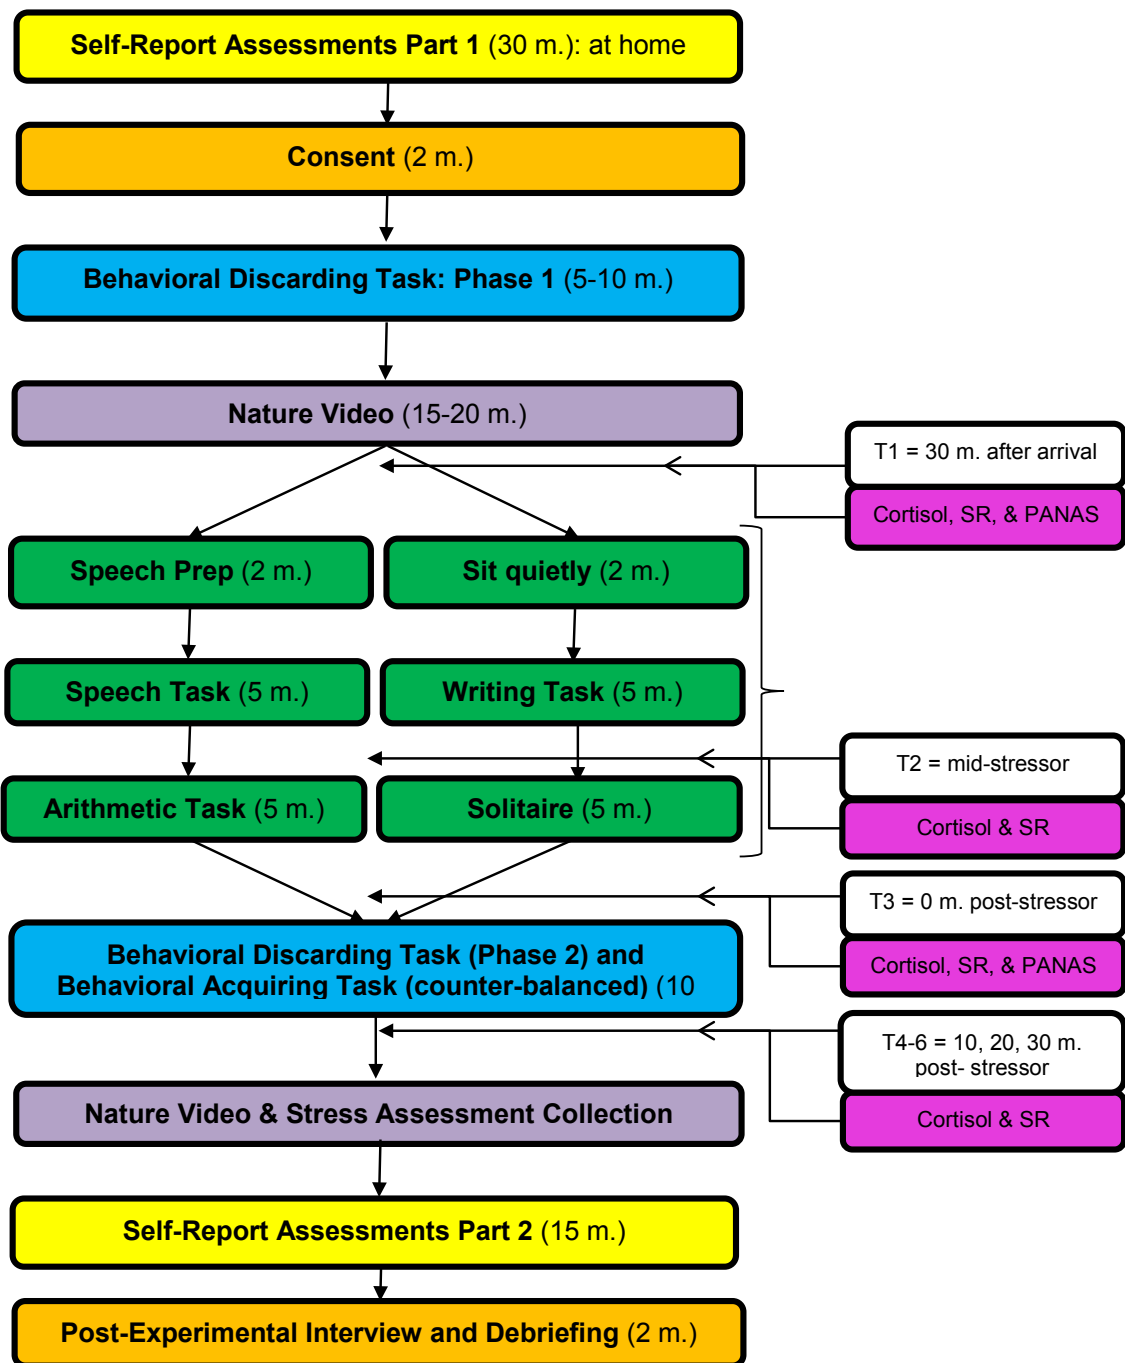 Self-Report Assessments Part 1 (30 m.): at home
Consent (2 m.)
Behavioral Discarding Task: Phase 1 (5-10 m.)
Nature Video (15-20 m.)
T1 = 30 m. after arrival
Cortisol, SR, & PANAS
Speech Prep (2 m.)
Sit quietly (2 m.)
Speech Task (5 m.)
Writing Task (5 m.)
T2 = mid-stressor
Cortisol & SR
Arithmetic Task (5 m.)
Solitaire (5 m.)
T3 = 0 m. post-stressor
Cortisol, SR, & PANAS
Behavioral Discarding Task (Phase 2) and
Behavioral Acquiring Task (counter-balanced) (10
T4-6 = 10, 20, 30 m.
post- stressor
Cortisol & SR
Nature Video & Stress Assessment Collection
Self-Report Assessments Part 2 (15 m.)
Post-Experimental Interview and Debriefing (2 m.)